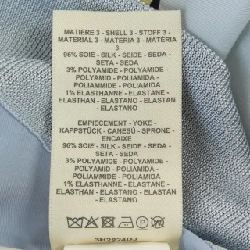 MATIERE 3 - SHELL 3 - STOFF 3 -
MATERIAL 3 - MATERIA 3 - MATERIA
3
96% SOIE - SILK - SEIDE - SEDA -
SETA - SEDA
3% POLYAMIDE - POLYAMIDE -
POLYAMID - POLIAMIDA -
POLIAMMIDE - POLIAMIDA
1% ELASTHANNE - ELASTANE -
ELASTHAN - ELASTAN - ELASTAN -
ELASTANO
EMPIECEMENT - YOKE -
KAPPSTÜCK - CANESÚ - SPRONE -
ENCAIXE
96% SOIE - SILK - SEIDE - SEDA -
SETA - SEDA
3% POLYAMIDE - POLYAMIDE -
POLYAMID - POLIAMIDA -
POLIAMMIDE - POLIAMIDA
1% ELASTHANNE - ELASTANE -
ELASTHAN - ELASTAN - ELASTAN -
ELASTANO